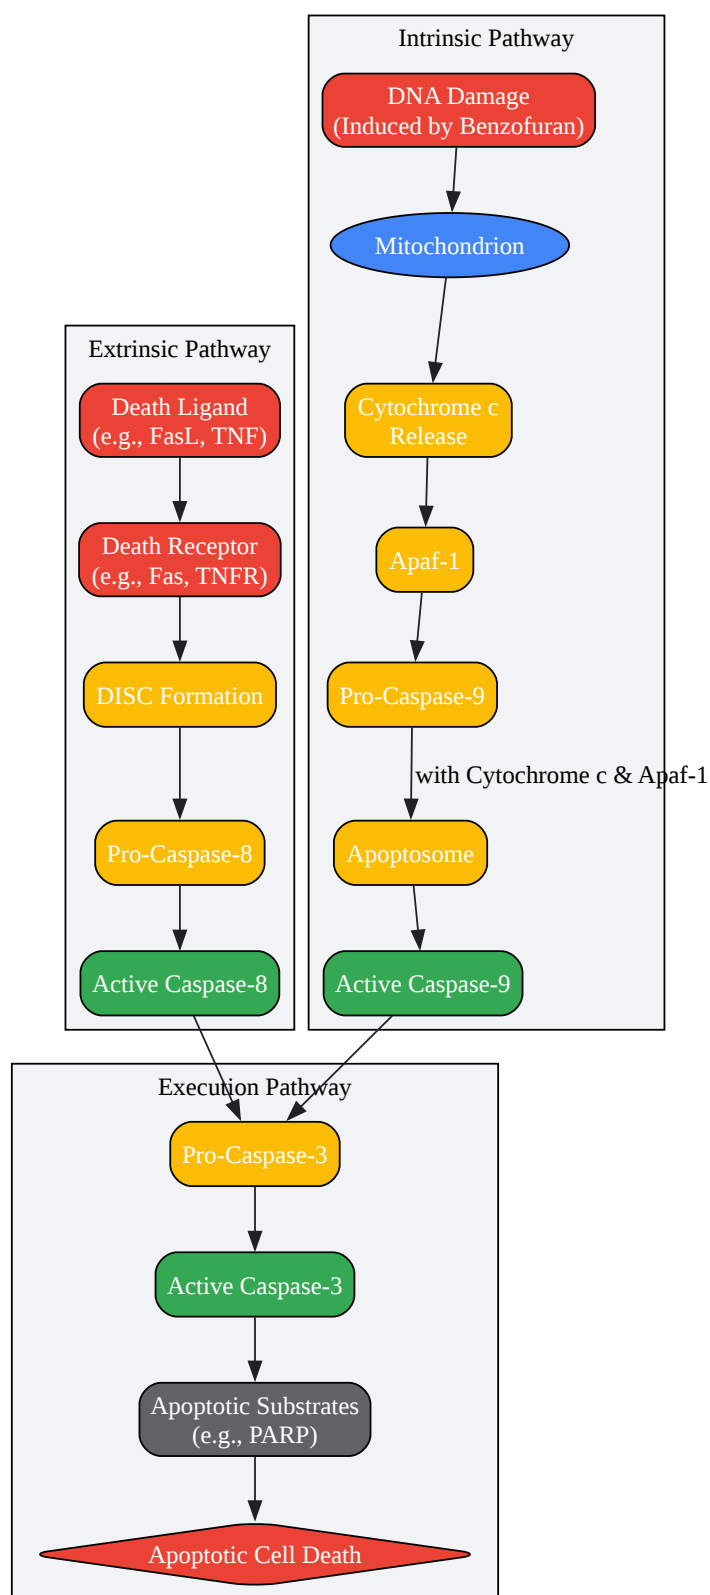 Intrinsic Pathway
DNA Damage
(Induced by Benzofuran)
Mitochondrion
Cytochrome c
Release
Apaf-1
Pro-Caspase-9
with Cytochrome c & Apaf-1
Apoptosome
Active Caspase-9
Extrinsic Pathway
Death Ligand
(e.g., FasL, TNF)
Death Receptor
(e.g., Fas, TNFR)
DISC Formation
Pro-Caspase-8
Active Caspase-8
Execution Pathway
Pro-Caspase-3
Active Caspase-3
Apoptotic Substrates
(e.g., PARP)
Apoptotic Cell Death